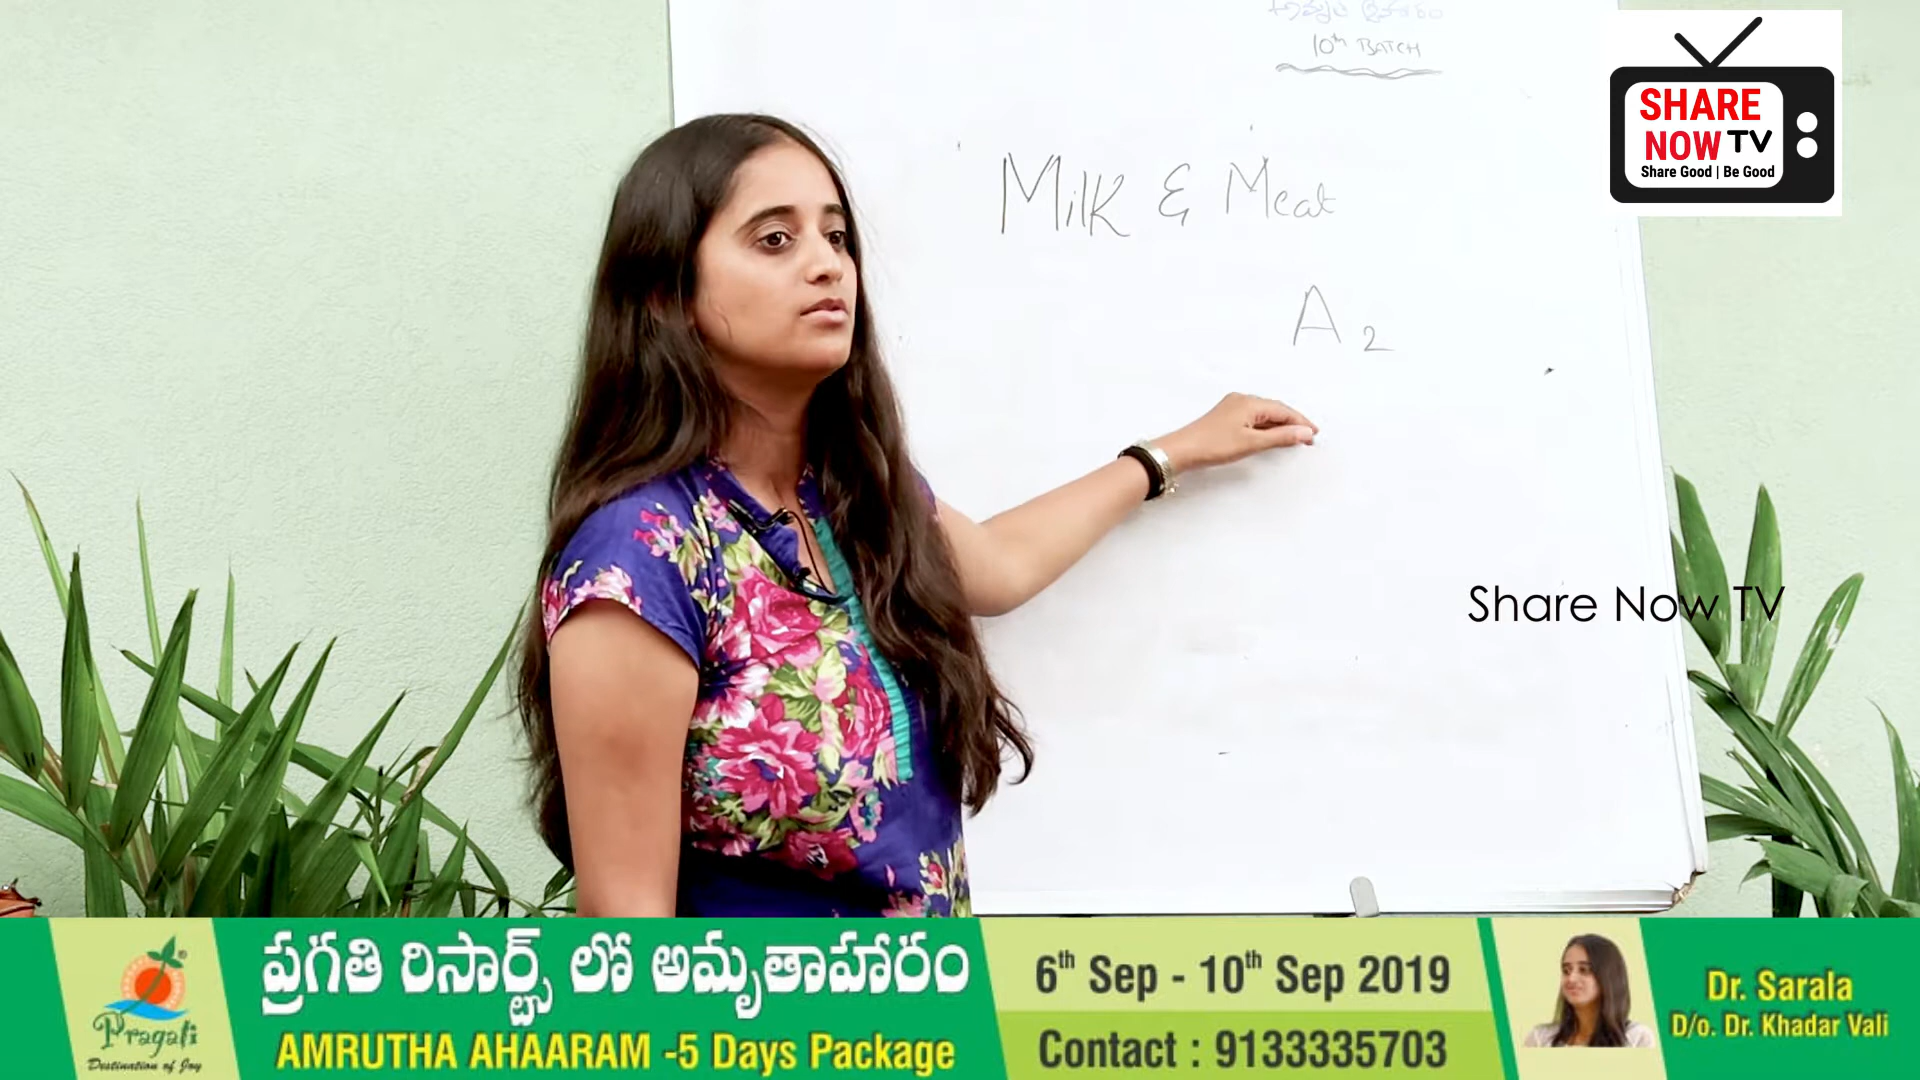 10th BATCH
Milk & Meat
A2
SHARE
NOW TV
Share Good | Be Good
Share Now TV
Pragati
Destination of Joy
ప్రగతి రిసార్ట్స్ లో అమృతాహారం
AMRUTHA AHAARAM -5 Days Package
6th Sep - 10th Sep 2019
Contact : 9133335703
Dr. Sarala
D/o. Dr. Khadar Vali